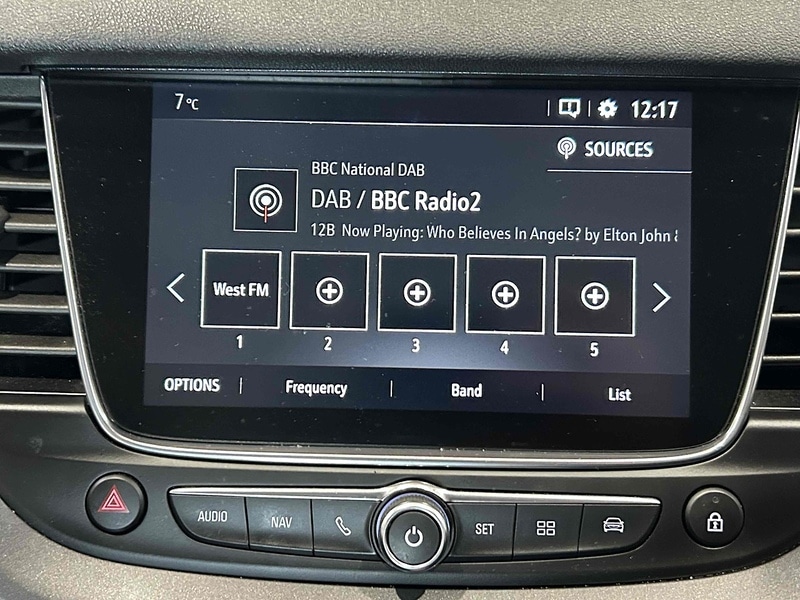 7°C 12:17
SOURCES
BBC National DAB
DAB / BBC Radio2
12B Now Playing: Who Believes In Angels? by Elton John
West FM
1 2 3 4 5
OPTIONS Frequency Band List
AUDIO NAV SET